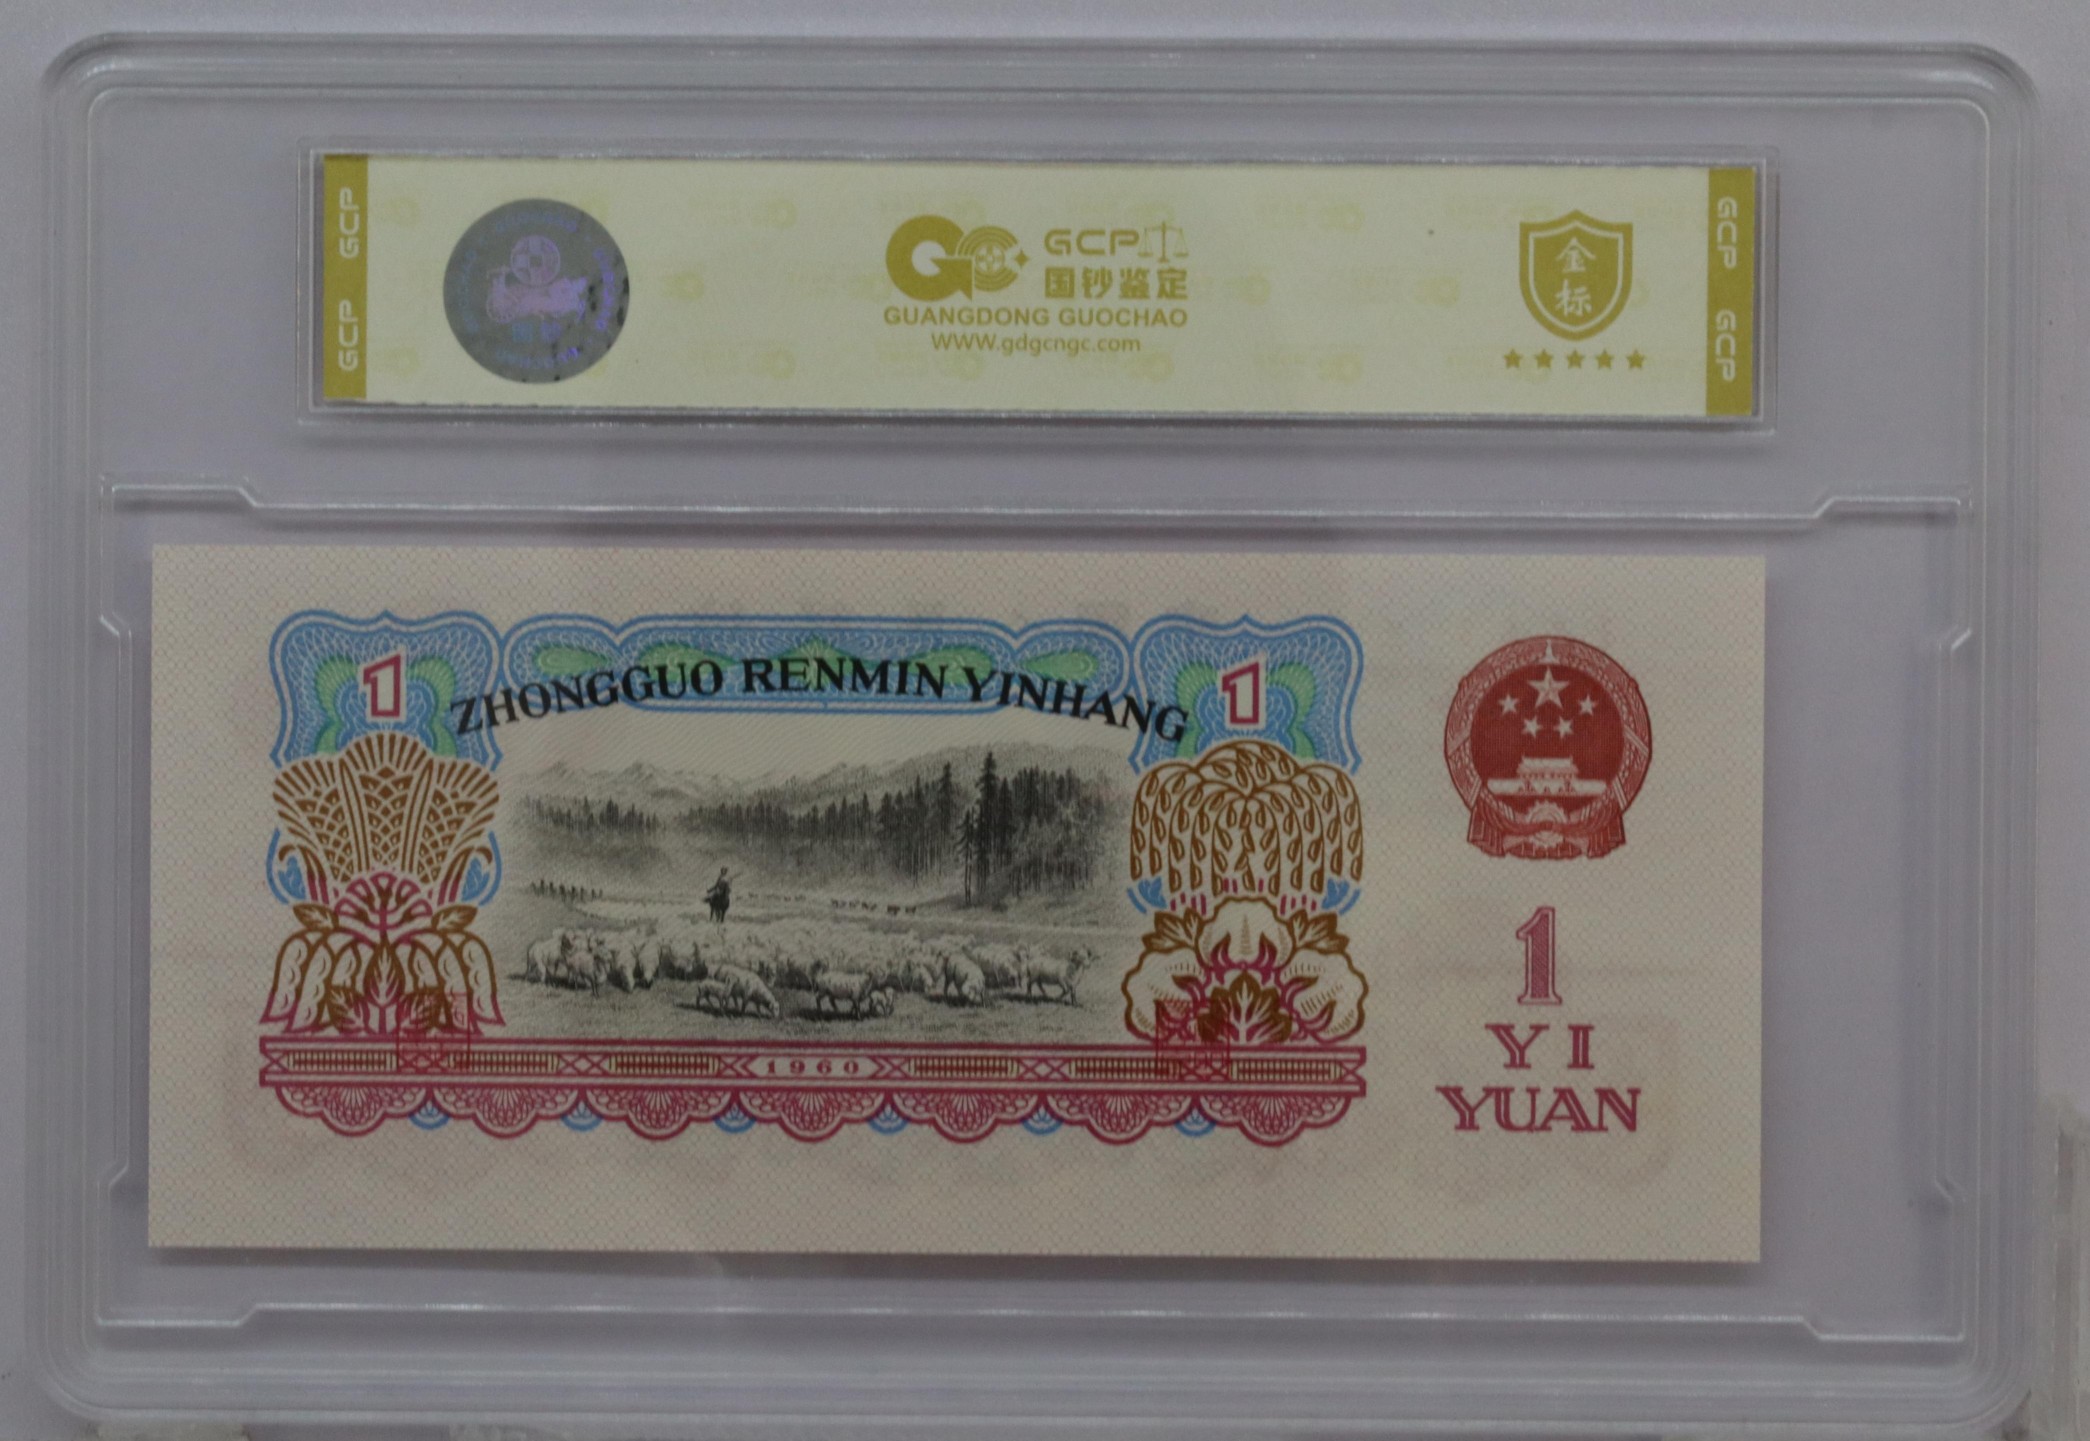 GCP
GCP
GCP
国钞鉴定
GUANGDONG GUOCHAO
WWW.gdgcngc.com
金
标
GCP
GCP
1
ZHONGGUO RENMIN YINHANG
1
1960
1
YI
YUAN